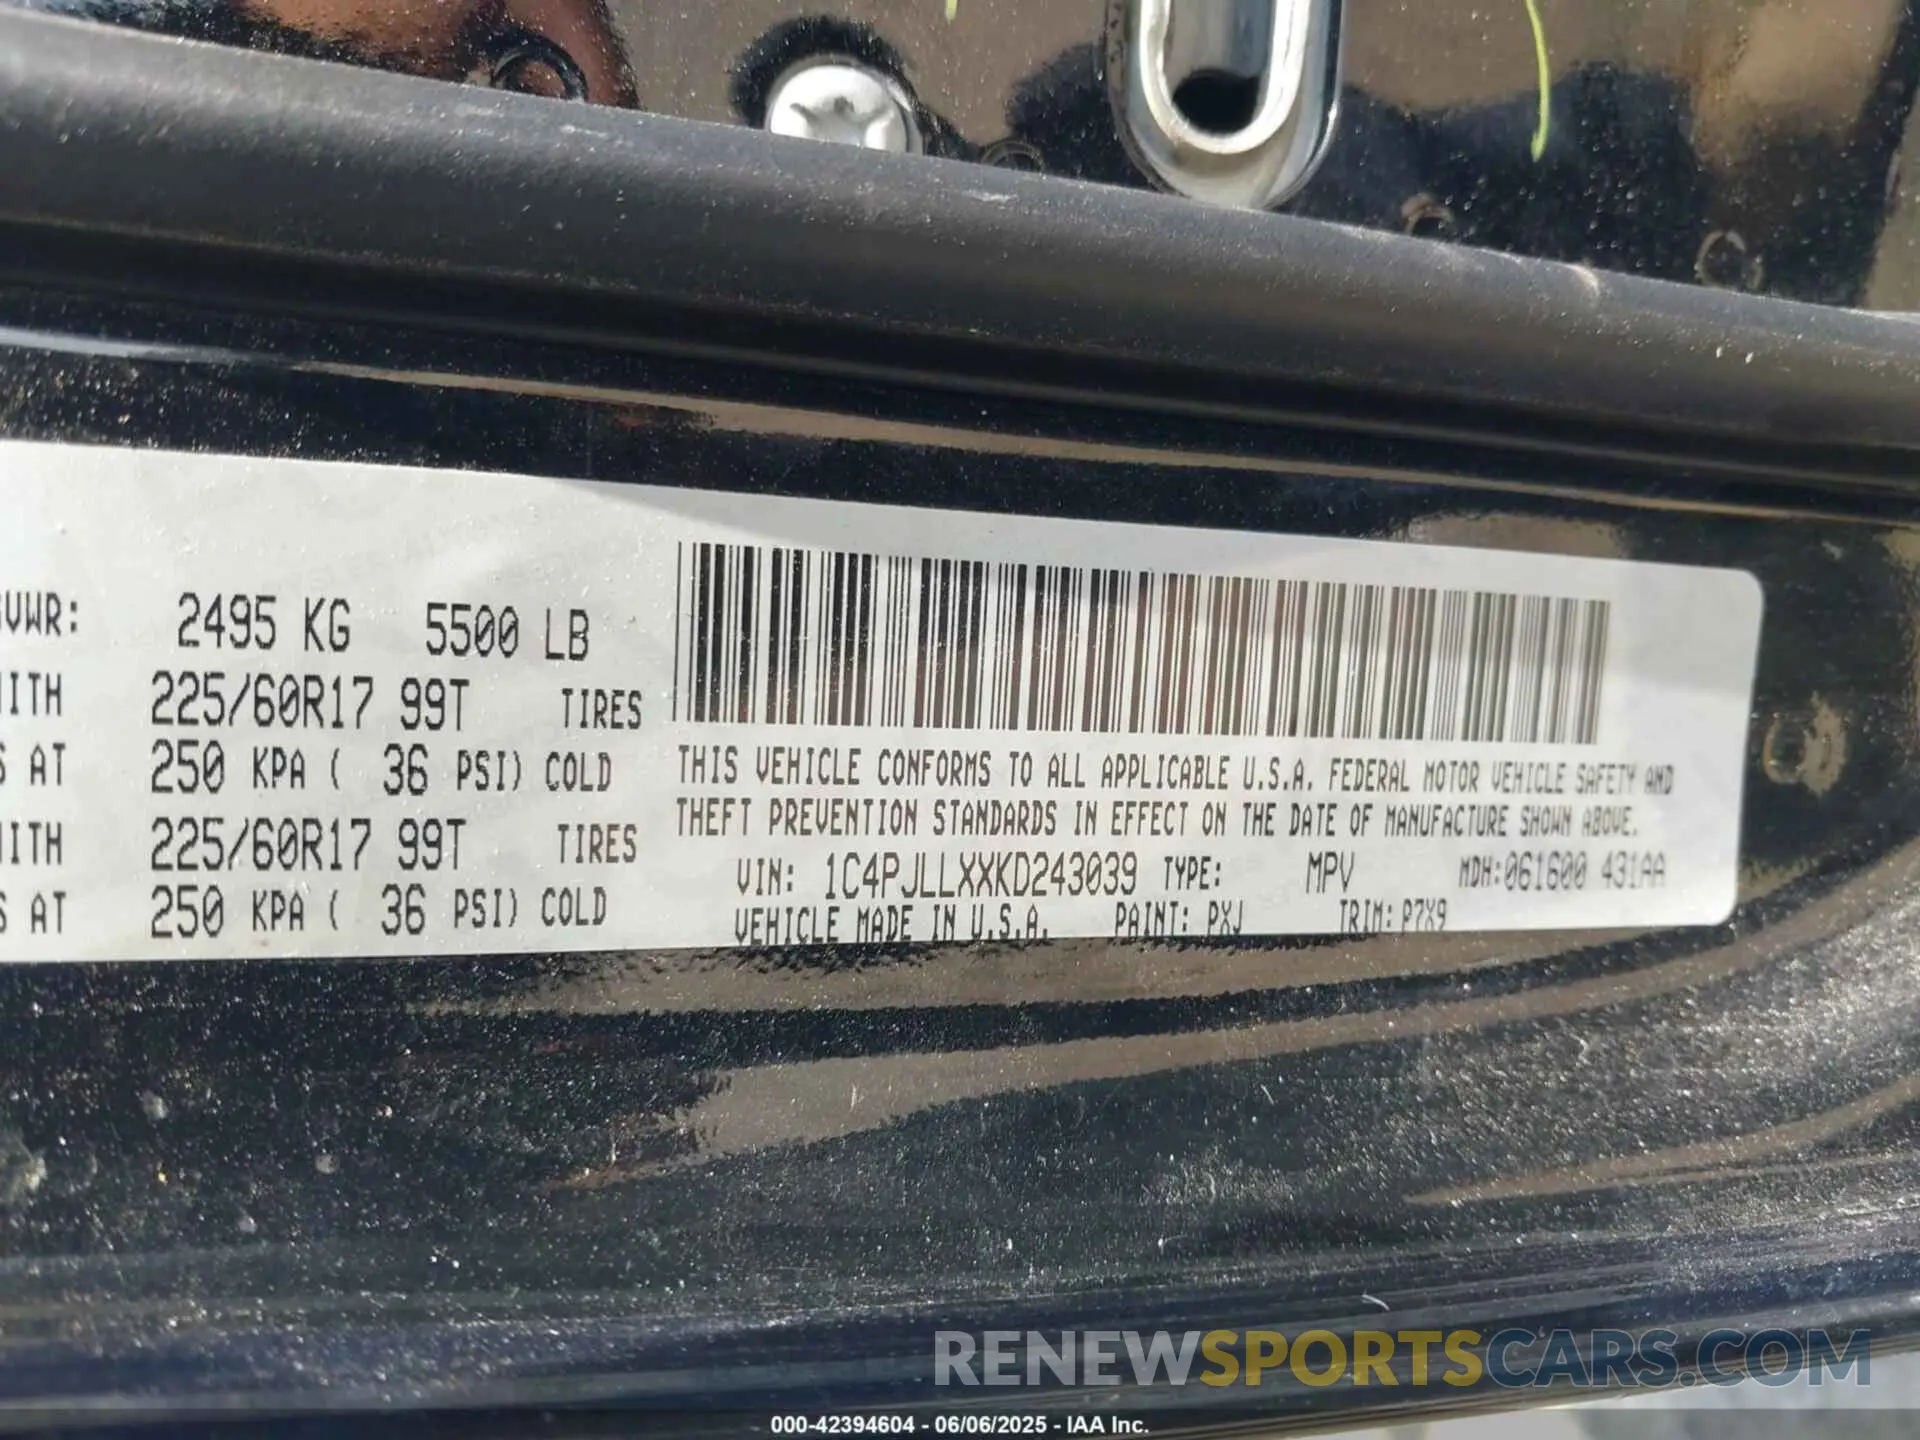 GVWR: 2495 KG 5500 LB
WITH 225/60R17 99T TIRES
S AT 250 KPA ( 36 PSI) COLD
WITH 225/60R17 99T TIRES
S AT 250 KPA ( 36 PSI) COLD
THIS VEHICLE CONFORMS TO ALL APPLICABLE U.S.A. FEDERAL MOTOR VEHICLE SAFETY AND
THEFT PREVENTION STANDARDS IN EFFECT ON THE DATE OF MANUFACTURE SHOWN ABOVE.
VIN: 1C4PJLLXXKD243039 TYPE: MPV MDH:061600 431AA
VEHICLE MADE IN U.S.A. PAINT: PXJ TRIM: P7X9
RENEWSPORTSCARS.COM
000-42394604 - 06/06/2025 - IAA Inc.